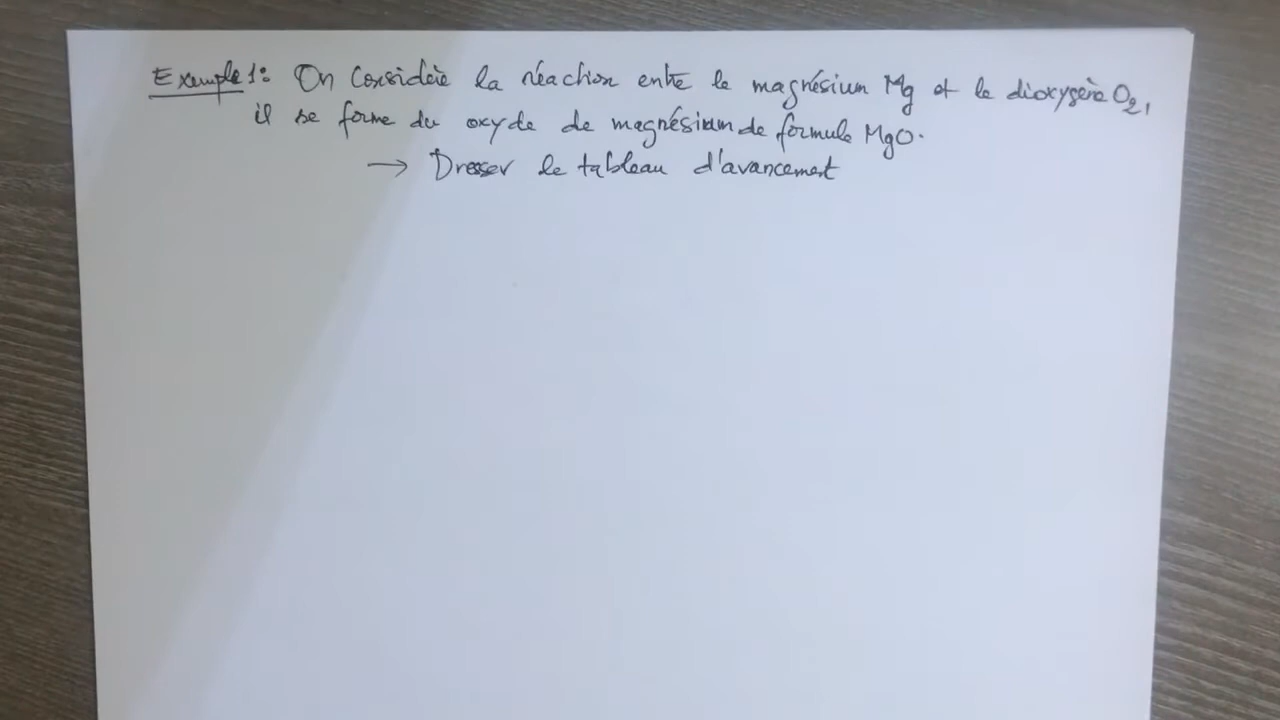 Exemple 1: On considère la réaction entre le magnésium Mg et le dioxygène O2,
il se forme du oxyde de magnésium de formule MgO.
→ Dresser le tableau d'avancement